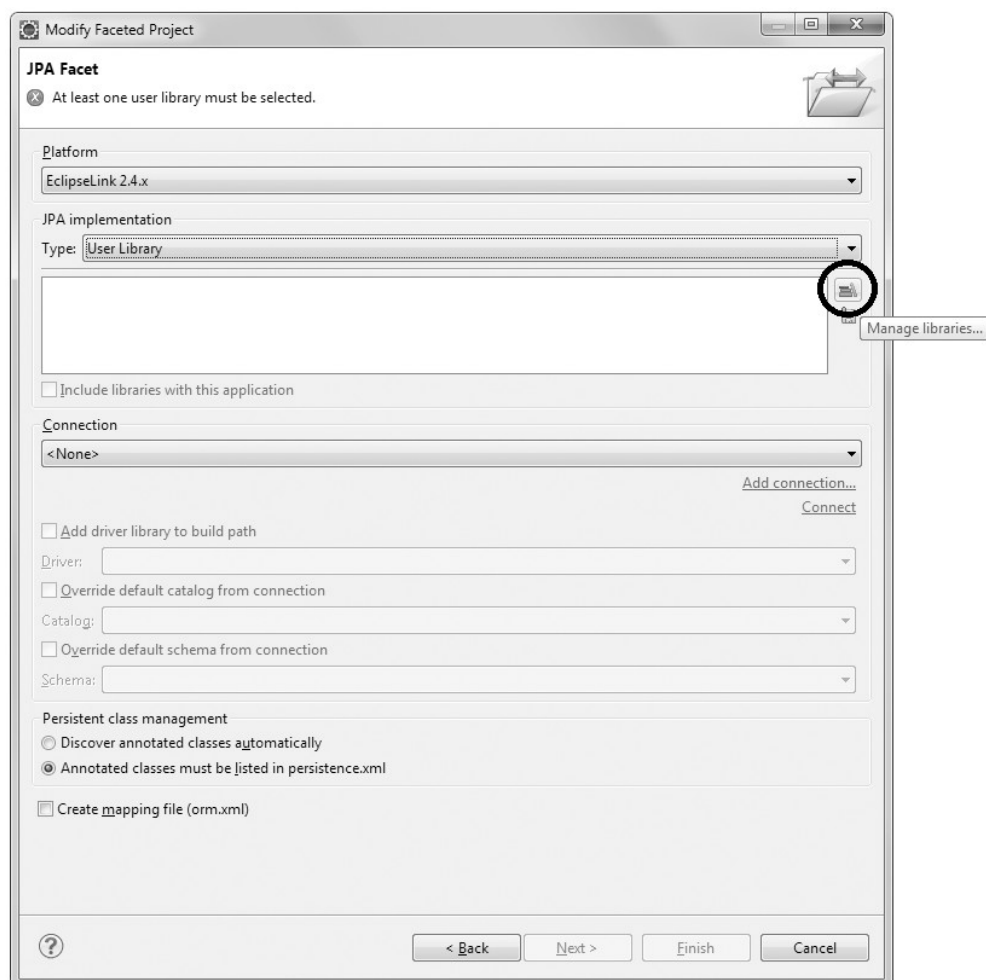 Modify Faceted Project
JPA Facet
At least one user library must be selected.
Platform
EclipseLink 2.4.x
JPA implementation
Type: User Library
Manage libraries...
Include libraries with this application
Connection
<None>
Add connection...
Connect
Add driver library to build path
Driver:
Override default catalog from connection
Catalog:
Override default schema from connection
Schema:
Persistent class management
Discover annotated classes automatically
Annotated classes must be listed in persistence.xml
Create mapping file (orm.xml)
? < Back Next > Finish Cancel